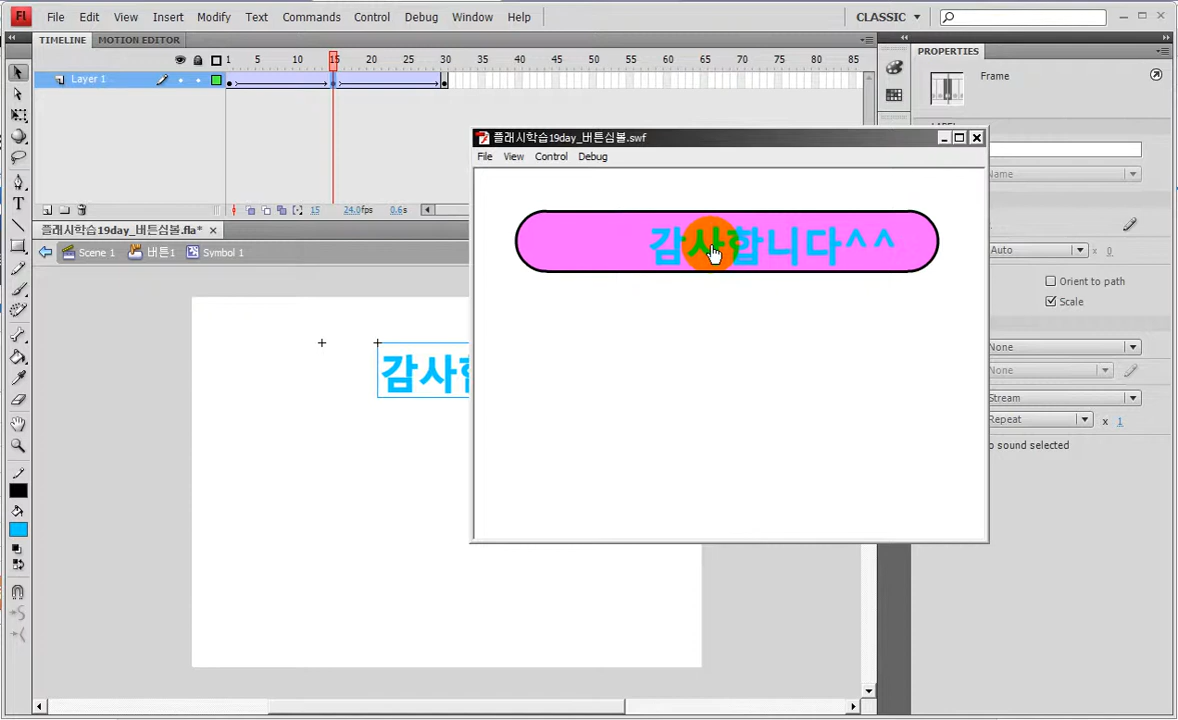 Fl File Edit View Insert Modify Text Commands Control Debug Window Help CLASSIC
TIMELINE MOTION EDITOR
1 5 10 15 20 25 30 35 40 45 50 55 60 65 70 75 80 85
Layer 1
15 24.0fps 0.6s
플래시학습19day_버튼심볼.fla*
Scene 1 버튼1 Symbol 1
감사
플래시학습19day_버튼심볼.swf
File View Control Debug
감사합니다^^
PROPERTIES
Frame
LABEL
Name
Auto x 0
Orient to path
Scale
None
None
Stream
Repeat x 1
o sound selected